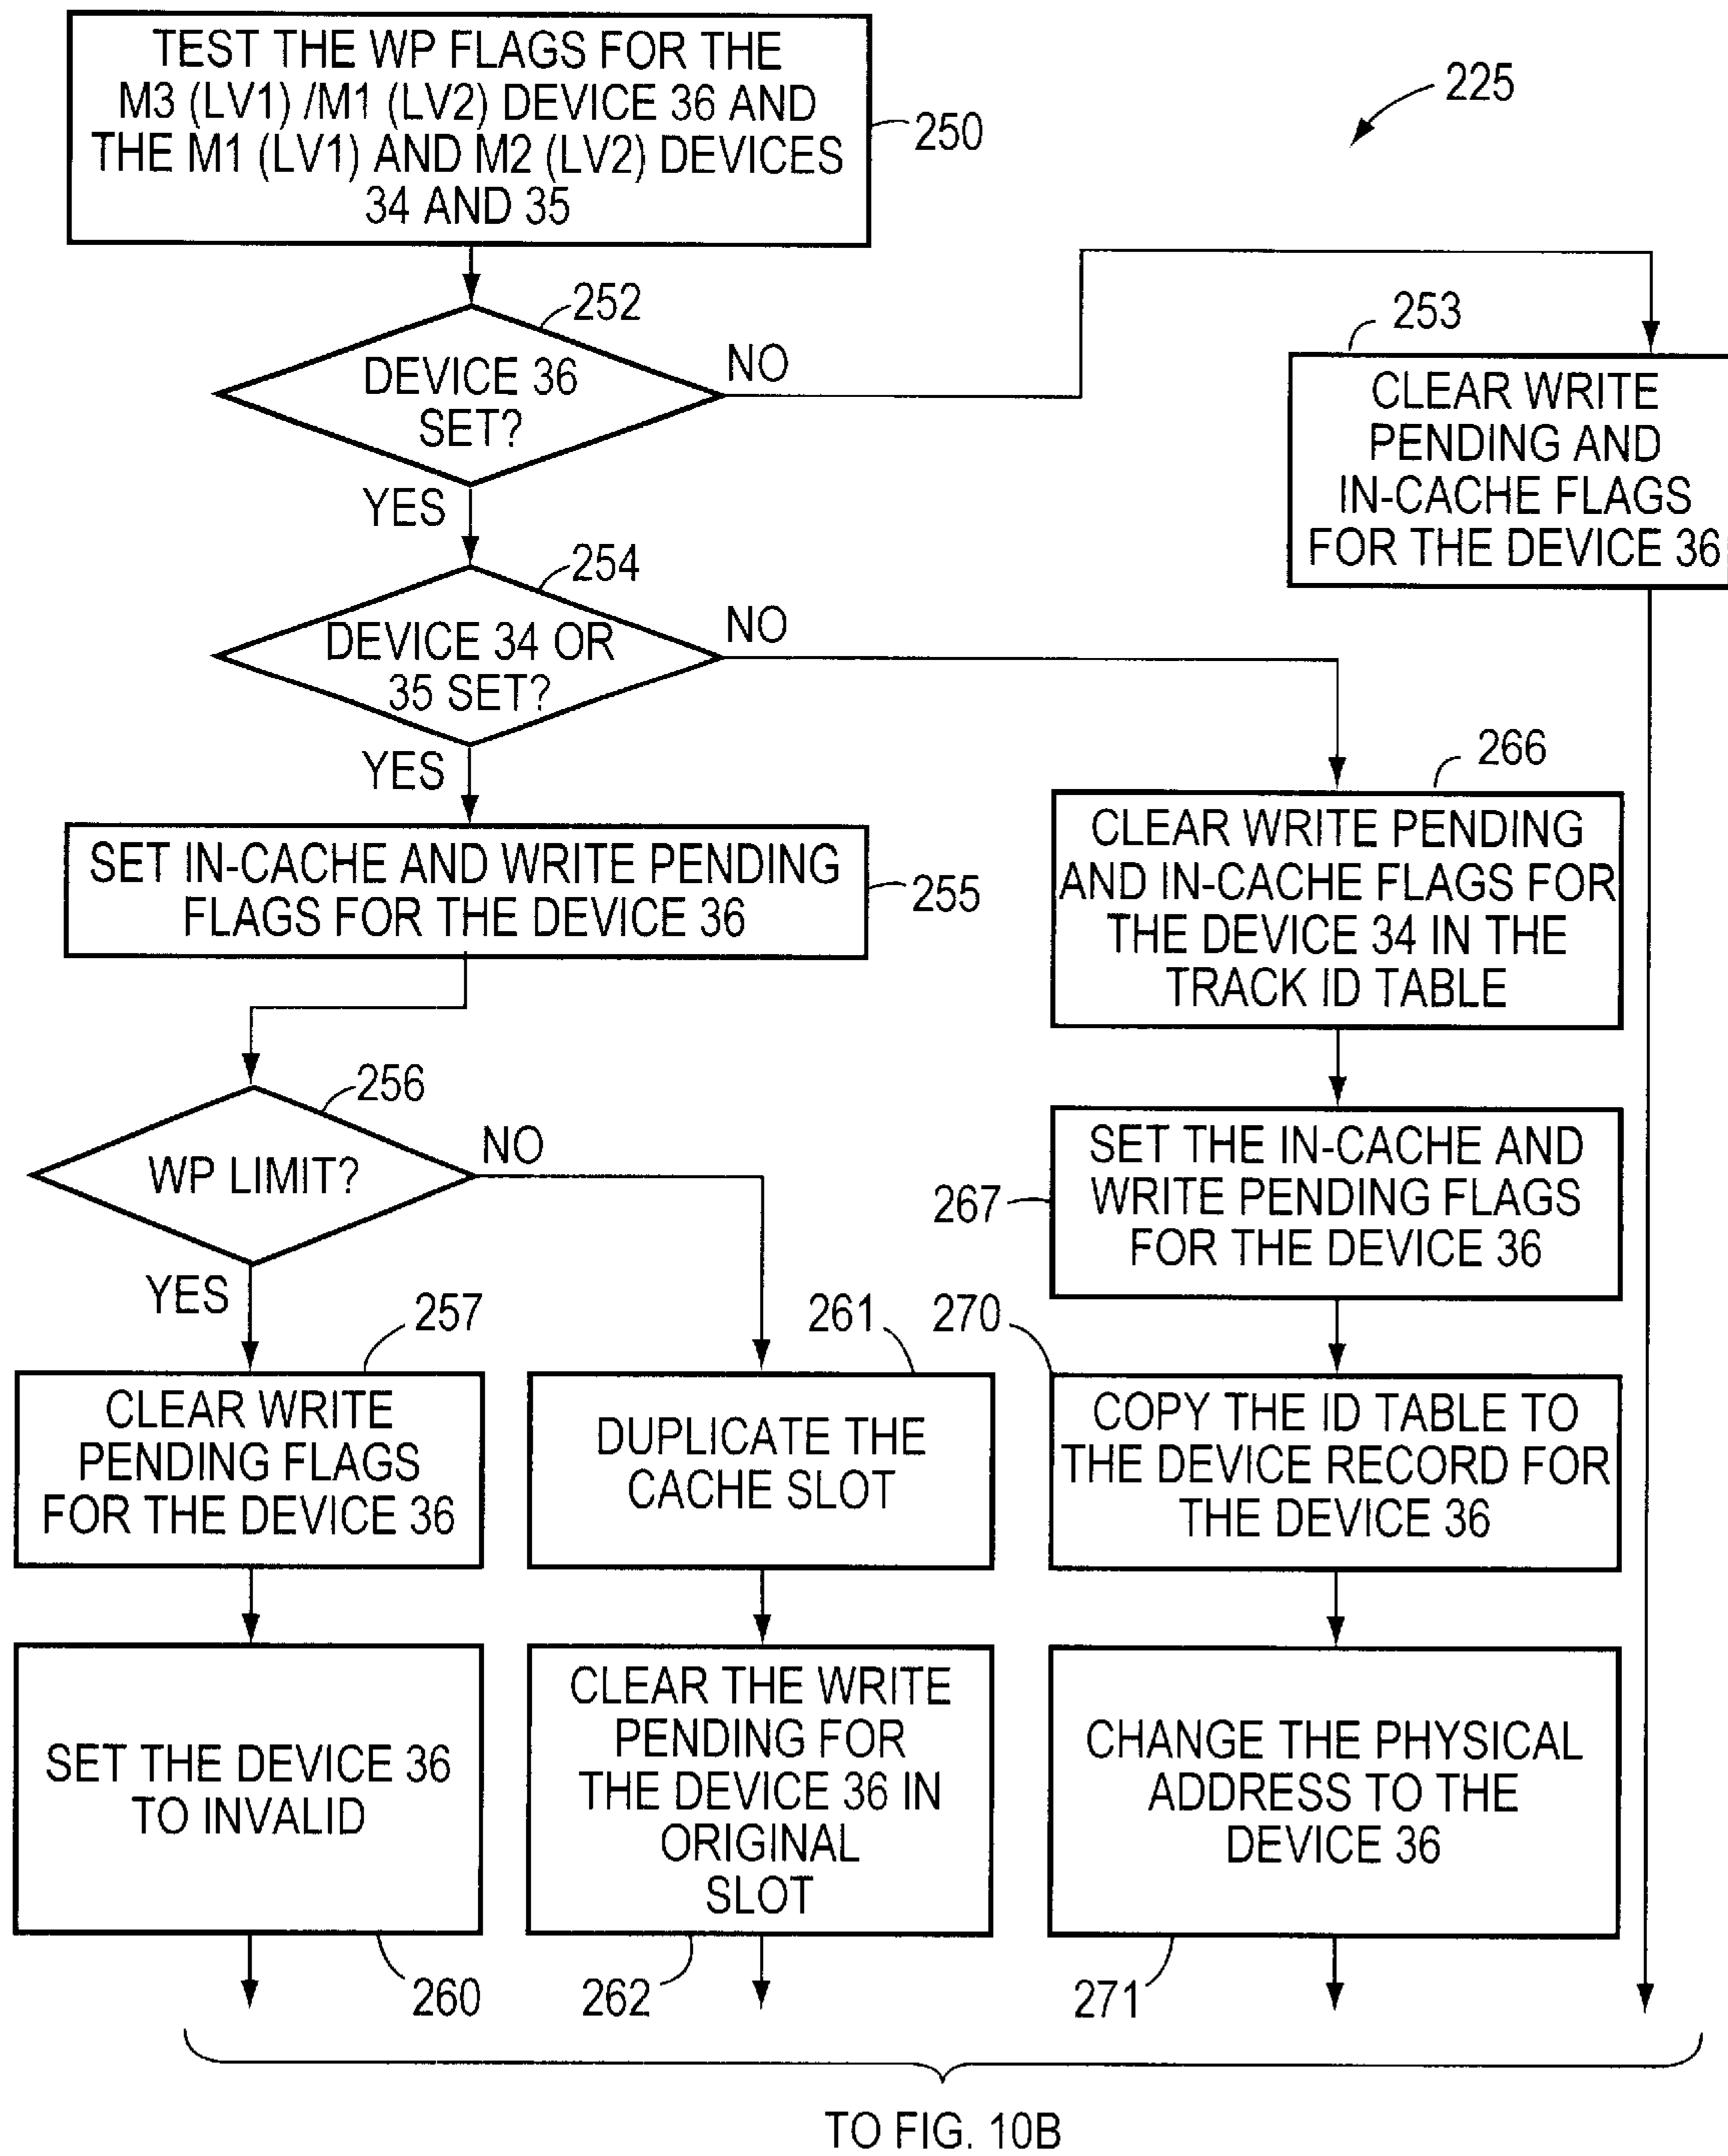 TEST THE WP FLAGS FOR THE
M3 (LV1) /M1 (LV2) DEVICE 36 AND
THE M1 (LV1) AND M2 (LV2) DEVICES
34 AND 35
250
225
252
DEVICE 36
SET?
NO
YES
253
CLEAR WRITE
PENDING AND
IN-CACHE FLAGS
FOR THE DEVICE 36
254
DEVICE 34 OR
35 SET?
NO
YES
SET IN-CACHE AND WRITE PENDING
FLAGS FOR THE DEVICE 36
255
266
CLEAR WRITE PENDING
AND IN-CACHE FLAGS FOR
THE DEVICE 34 IN THE
TRACK ID TABLE
256
WP LIMIT?
NO
YES
267
SET THE IN-CACHE AND
WRITE PENDING FLAGS
FOR THE DEVICE 36
257
CLEAR WRITE
PENDING FLAGS
FOR THE DEVICE 36
261
DUPLICATE THE
CACHE SLOT
270
COPY THE ID TABLE TO
THE DEVICE RECORD FOR
THE DEVICE 36
SET THE DEVICE 36
TO INVALID
260
CLEAR THE WRITE
PENDING FOR
THE DEVICE 36 IN
ORIGINAL
SLOT
262
CHANGE THE PHYSICAL
ADDRESS TO THE
DEVICE 36
271
TO FIG. 10B